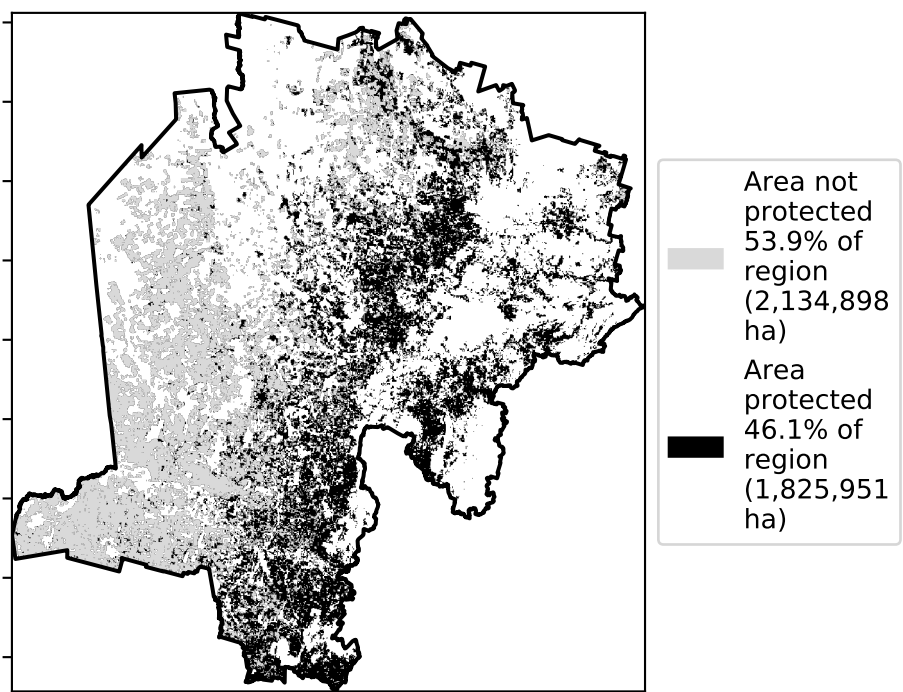 Area not
protected
53.9% of
region
(2,134,898
ha)
Area
protected
46.1% of
region
(1,825,951
ha)